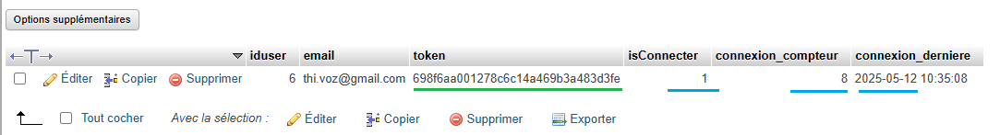 Options supplémentaires
iduser email token isConnecter connexion_compteur connexion_derniere
Éditer Copier Supprimer 6 thi.voz@gmail.com 698f6aa001278c6c14a469b3a483d3fe 1 8 2025-05-12 10:35:08
Tout cocher Avec la sélection : Éditer Copier Supprimer Exporter